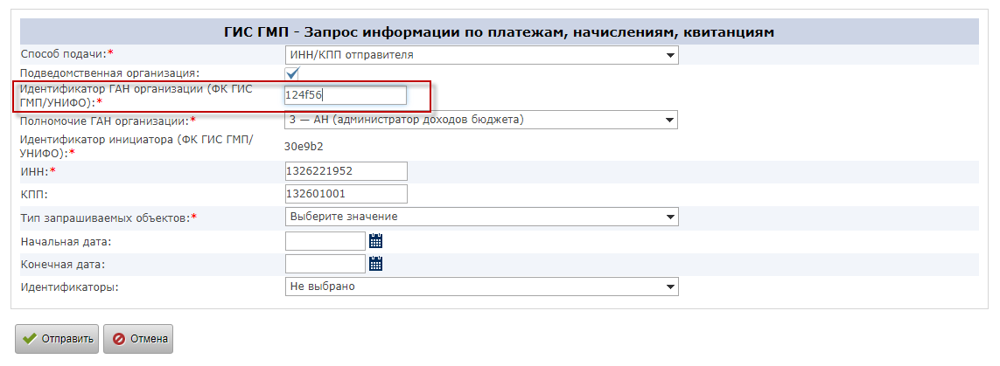 ГИС ГМП - Запрос информации по платежам, начислениям, квитанциям
Способ подачи:* ИНН/КПП отправителя
Подведомственная организация:
Идентификатор ГАН организации (ФК ГИС
ГМП/УНИФО):* 124f56
Полномочие ГАН организации:* 3 — АН (администратор доходов бюджета)
Идентификатор инициатора (ФК ГИС ГМП/
УНИФО):* 30e9b2
ИНН:* 1326221952
КПП: 132601001
Тип запрашиваемых объектов:* Выберите значение
Начальная дата:
Конечная дата:
Идентификаторы: Не выбрано
Отправить Отмена